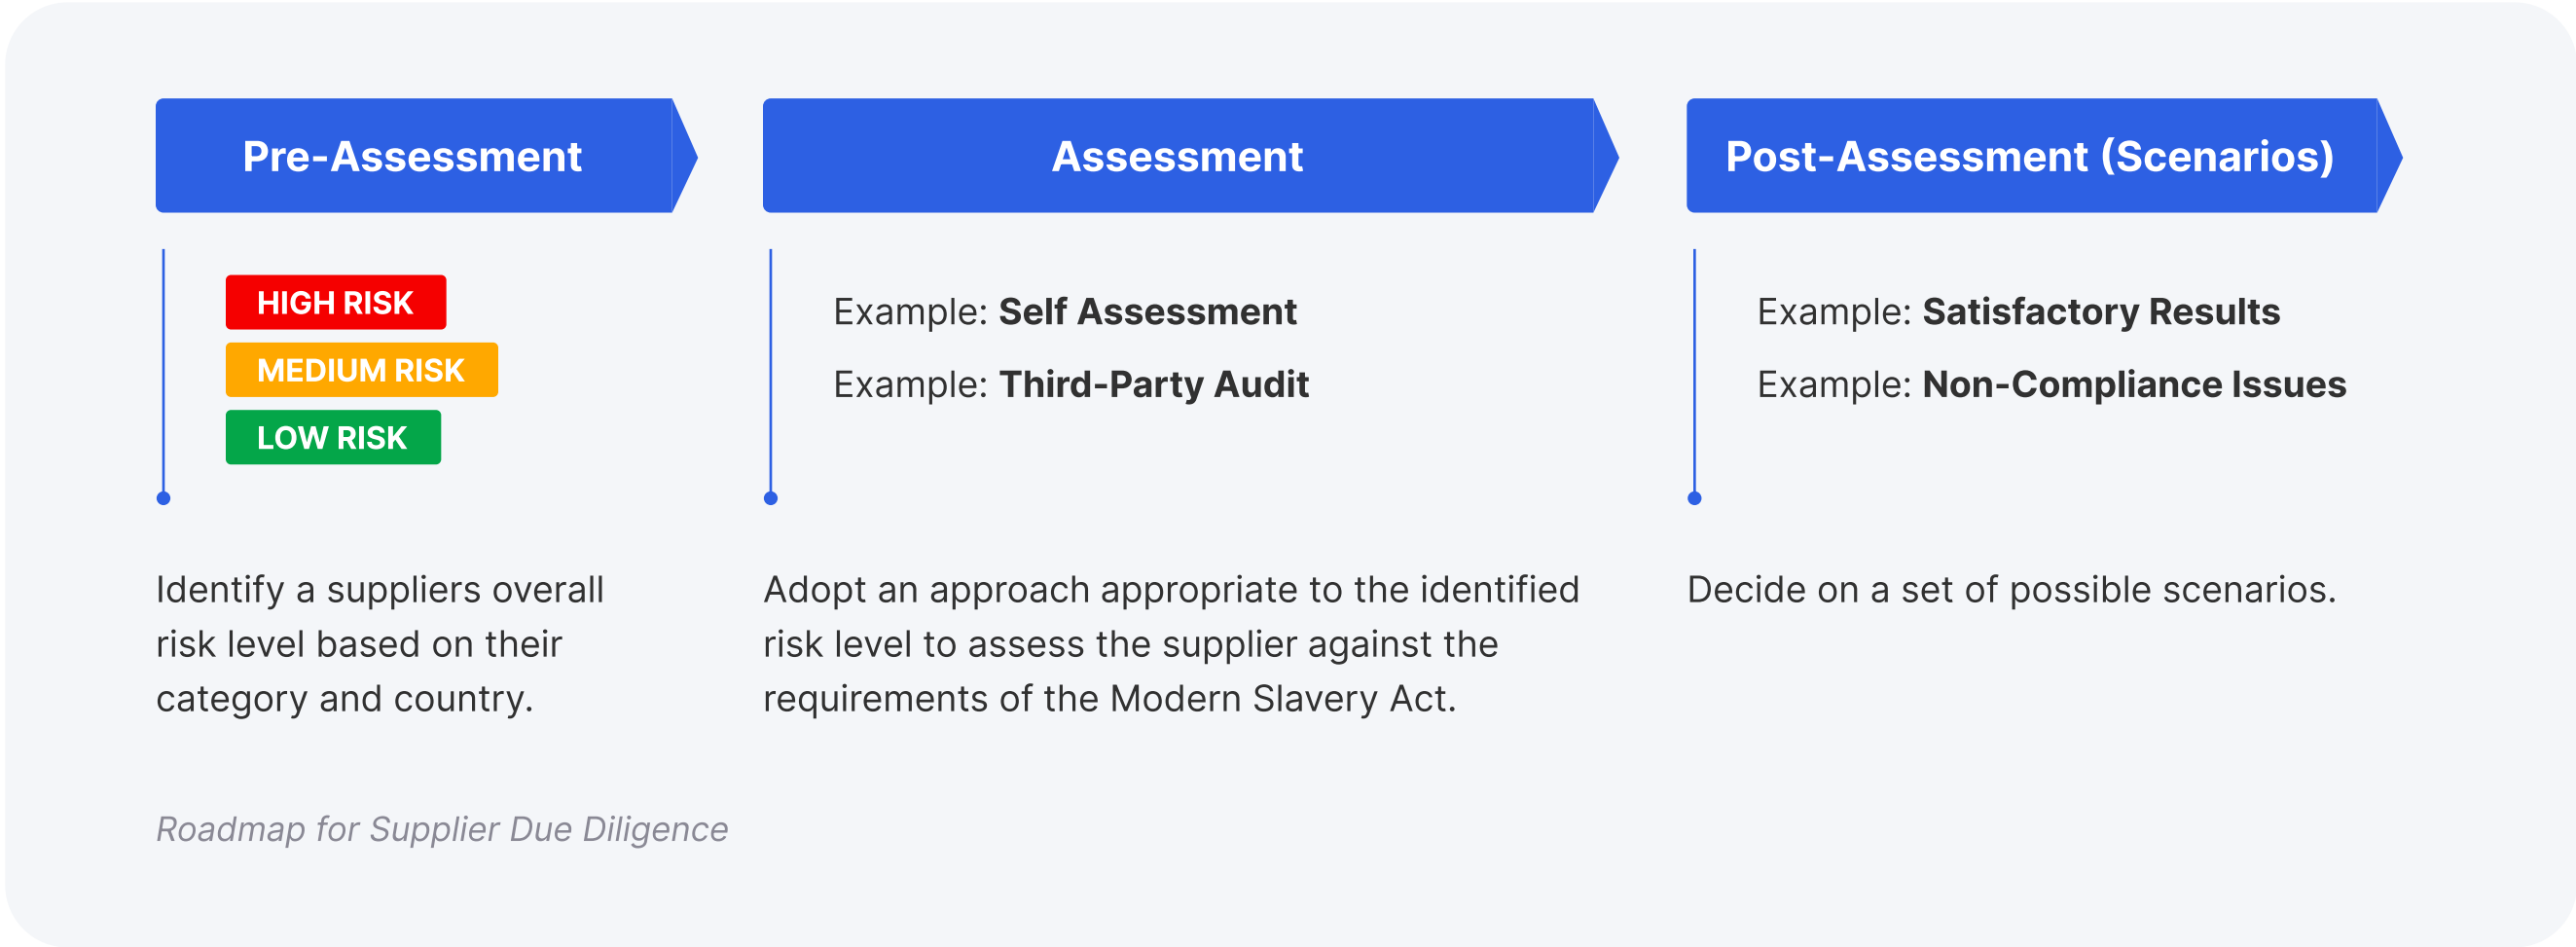 Pre-Assessment
HIGH RISK
MEDIUM RISK
LOW RISK
Identify a suppliers overall
risk level based on their
category and country.
Assessment
Example: Self Assessment
Example: Third-Party Audit
Adopt an approach appropriate to the identified
risk level to assess the supplier against the
requirements of the Modern Slavery Act.
Post-Assessment (Scenarios)
Example: Satisfactory Results
Example: Non-Compliance Issues
Decide on a set of possible scenarios.
Roadmap for Supplier Due Diligence